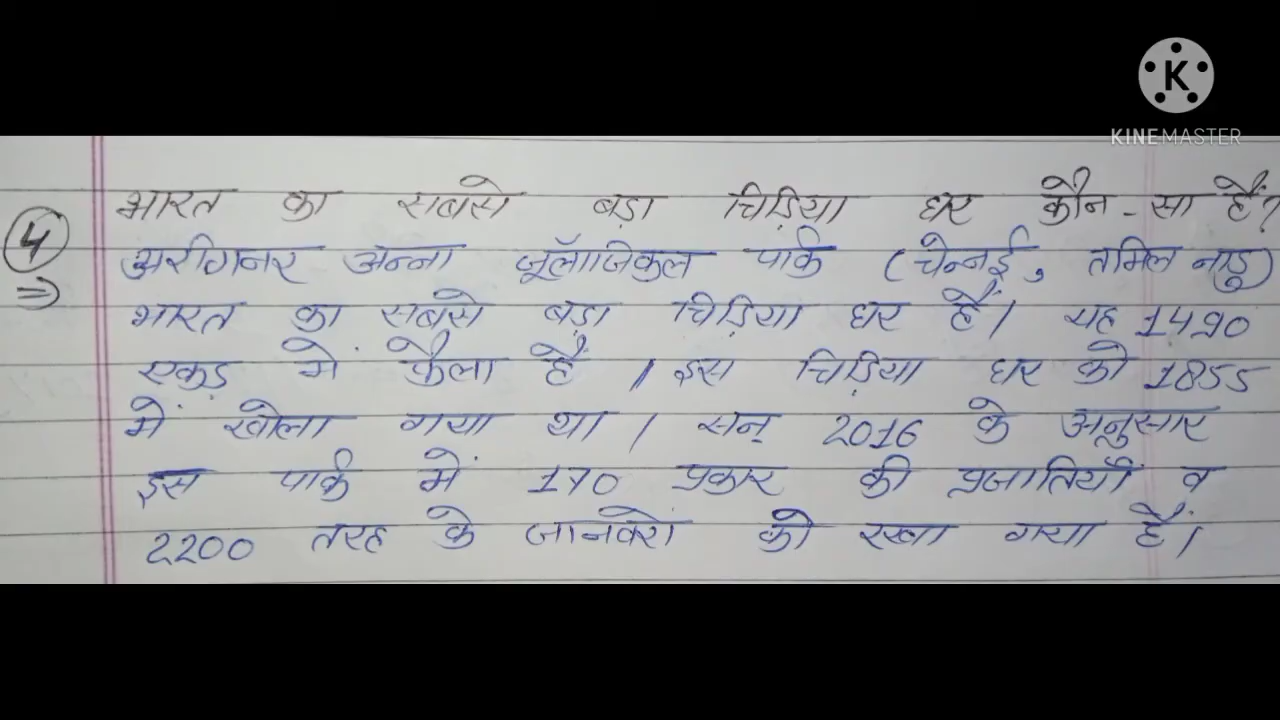 KINEMASTER
भारत का सबसे बड़ा चिड़िया घर कौन-सा हैं?
4
अरीगनर अन्ना जूलॉजिकल पार्क (चेन्नई, तमिल नाडु)
⇒
भारत का सबसे बड़ा चिड़िया घर हैं। यह 1490
एकड़ में फैला हैं। इस चिड़िया घर को 1855
में खोला गया था। सन् 2016 के अनुसार
इस पार्क में 170 प्रकार की प्रजातियाँ व
2200 तरह के जानवरों को रखा गया हैं।